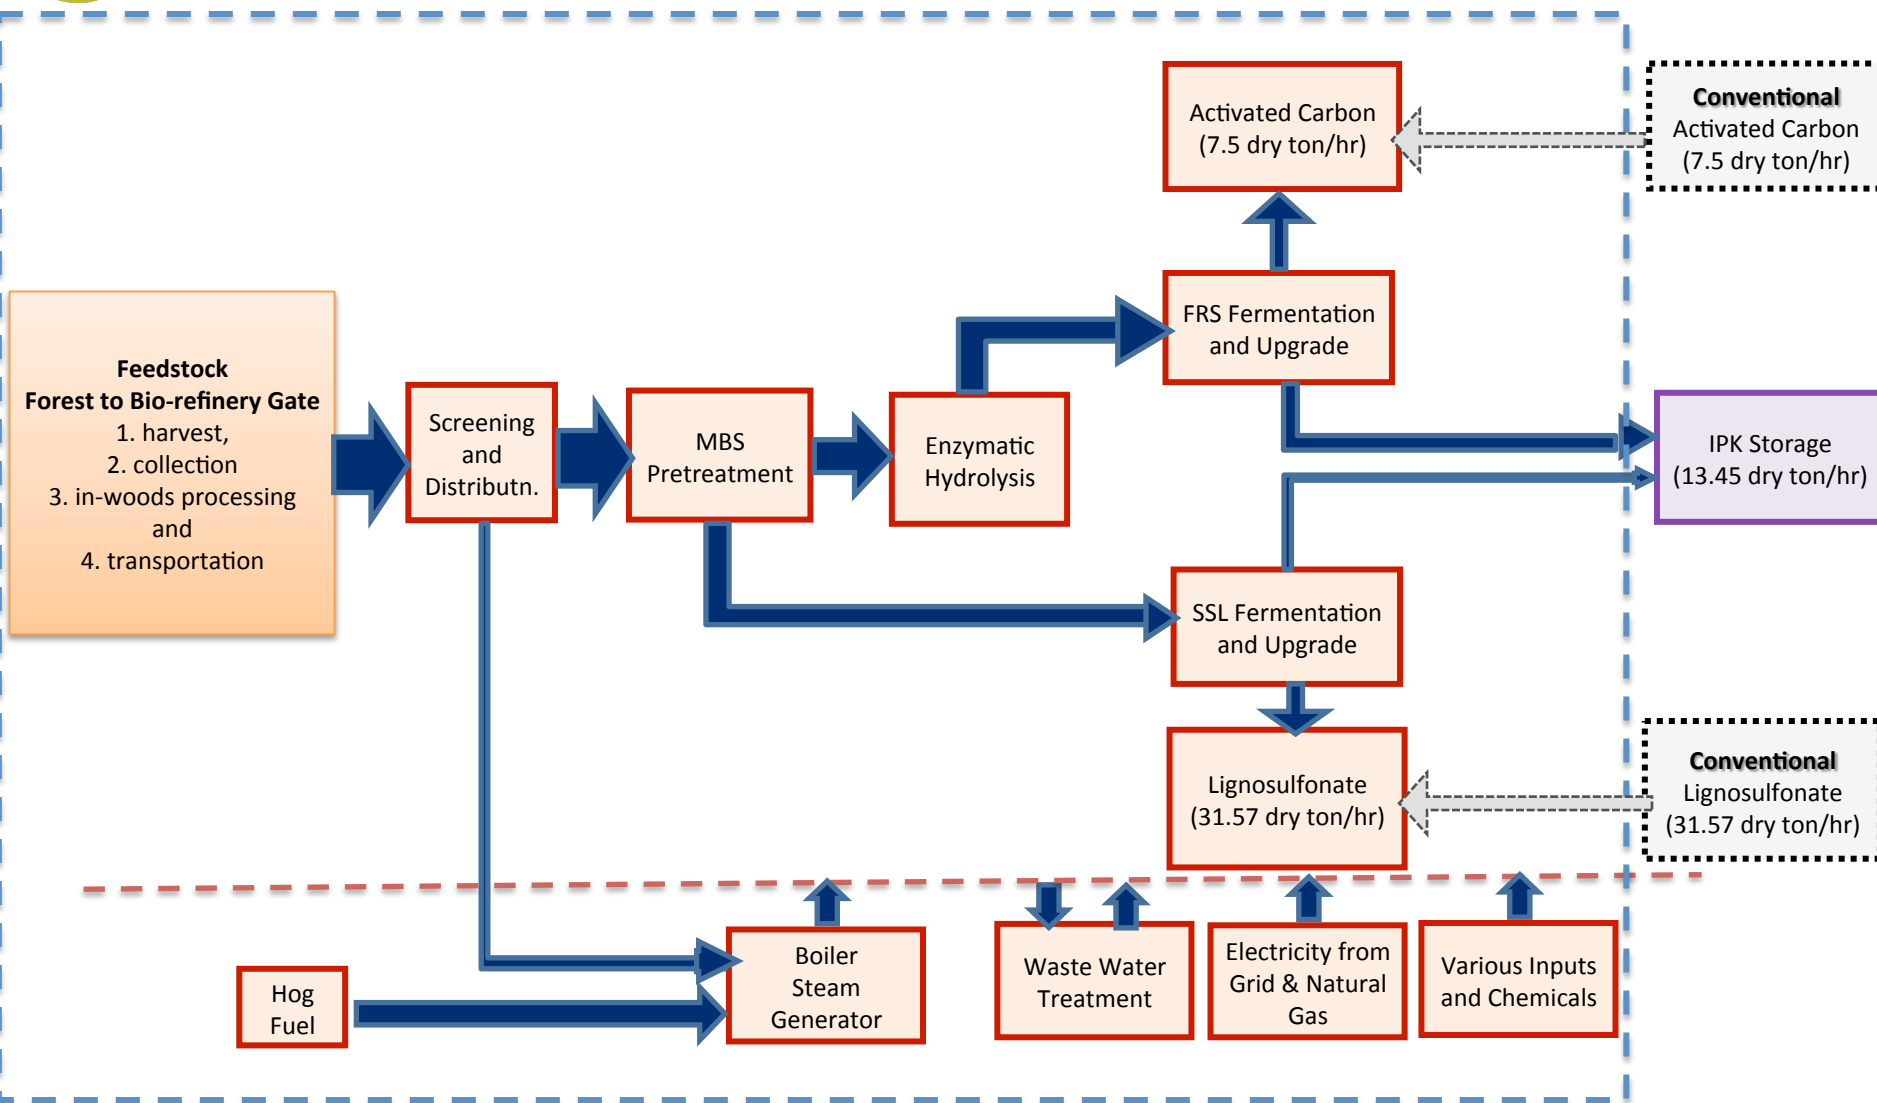 Activated Carbon
(7.5 dry ton/hr)
Conventional
Activated Carbon
(7.5 dry ton/hr)
FRS Fermentation
and Upgrade
Feedstock
Forest to Bio-refinery Gate
1. harvest,
2. collection
3. in-woods processing
and
4. transportation
Screening
and
Distributn.
MBS
Pretreatment
Enzymatic
Hydrolysis
IPK Storage
(13.45 dry ton/hr)
SSL Fermentation
and Upgrade
Lignosulfonate
(31.57 dry ton/hr)
Conventional
Lignosulfonate
(31.57 dry ton/hr)
Hog
Fuel
Boiler
Steam
Generator
Waste Water
Treatment
Electricity from
Grid & Natural
Gas
Various Inputs
and Chemicals